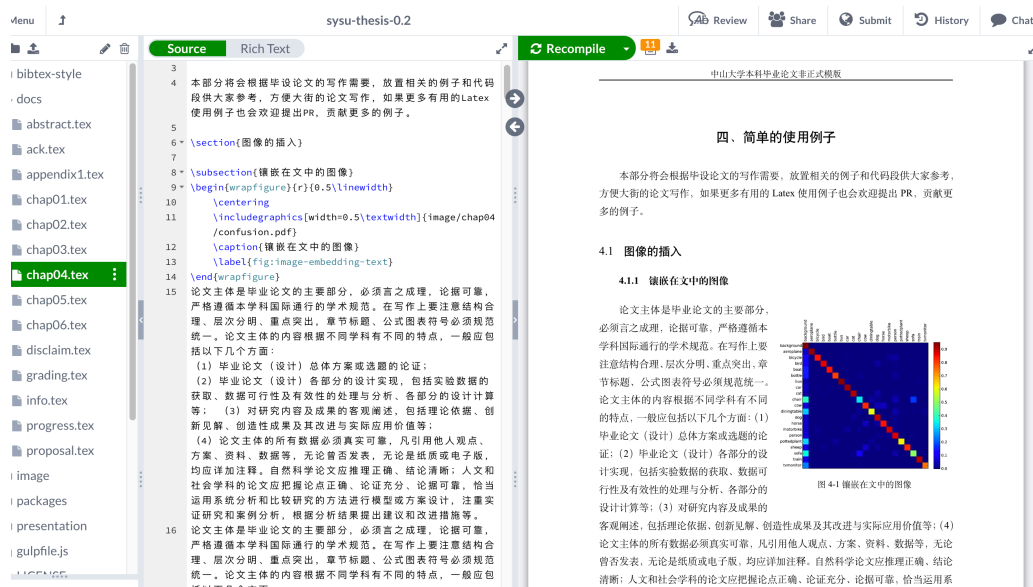 Menu
sysu-thesis-0.2
Review
Share
Submit
History
Chat
Source
Rich Text
Recompile
11
bibtex-style
docs
abstract.tex
ack.tex
appendix1.tex
chap01.tex
chap02.tex
chap03.tex
chap04.tex
chap05.tex
chap06.tex
disclaim.tex
grading.tex
info.tex
progress.tex
proposal.tex
image
packages
presentation
gulpfile.js
3
4 本部分将会根据毕设论文的写作需要，放置相关的例子和代码
段供大家参考，方便大街的论文写作，如果更多有用的Latex
使用例子也会欢迎提出PR，贡献更多的例子。
5
6 \section{图像的插入}
7
8 \subsection{镶嵌在文中的图像}
9 \begin{wrapfigure}{r}{0.5\linewidth}
10 \centering
11 \includegraphics[width=0.5\textwidth]{image/chap04
/confusion.pdf}
12 \caption{镶嵌在文中的图像}
13 \label{fig:image-embedding-text}
14 \end{wrapfigure}
15 论文主体是毕业论文的主要部分，必须言之成理，论据可靠，
严格遵循本学科国际通行的学术规范。在写作上要注意结构合
理、层次分明、重点突出，章节标题、公式图表符号必须规范
统一。论文主体的内容根据不同学科有不同的特点，一般应包
括以下几个方面：
（1）毕业论文（设计）总体方案或选题的论证；
（2）毕业论文（设计）各部分的设计实现，包括实验数据的
获取、数据可行性及有效性的处理与分析、各部分的设计计算
等；（3）对研究内容及成果的客观阐述，包括理论依据、创
新见解、创造性成果及其改进与实际应用价值等；
（4）论文主体的所有数据必须真实可靠，凡引用他人观点、
方案、资料、数据等，无论曾否发表，无论是纸质或电子版，
均应详加注释。自然科学论文应推理正确、结论清晰；人文和
社会学科的论文应把握论点正确、论证充分、论据可靠，恰当
运用系统分析和比较研究的方法进行模型或方案设计，注重实
证研究和案例分析，根据分析结果提出建议和改进措施等。
16 论文主体是毕业论文的主要部分，必须言之成理，论据可靠，
严格遵循本学科国际通行的学术规范。在写作上要注意结构合
理、层次分明、重点突出，章节标题、公式图表符号必须规范
统一。论文主体的内容根据不同学科有不同的特点，一般应包
中山大学本科毕业论文非正式模版
四、简单的使用例子
本部分将会根据毕设论文的写作需要，放置相关的例子和代码段供大家参考，
方便大街的论文写作，如果更多有用的 Latex 使用例子也会欢迎提出 PR，贡献更
多的例子。
4.1 图像的插入
4.1.1 镶嵌在文中的图像
论文主体是毕业论文的主要部分，
必须言之成理，论据可靠，严格遵循本
学科国际通行的学术规范。在写作上要
注意结构合理、层次分明、重点突出，章
节标题、公式图表符号必须规范统一。
论文主体的内容根据不同学科有不同
的特点，一般应包括以下几个方面：（1）
毕业论文（设计）总体方案或选题的论
证；（2）毕业论文（设计）各部分的设
计实现，包括实验数据的获取、数据可
行性及有效性的处理与分析、各部分的
设计计算等；（3）对研究内容及成果的
图 4-1 镶嵌在文中的图像
客观阐述，包括理论依据、创新见解、创造性成果及其改进与实际应用价值等；（4）
论文主体的所有数据必须真实可靠，凡引用他人观点、方案、资料、数据等，无论
曾否发表，无论是纸质或电子版，均应详加注释。自然科学论文应推理正确、结论
清晰；人文和社会学科的论文应把握论点正确、论证充分、论据可靠，恰当运用系